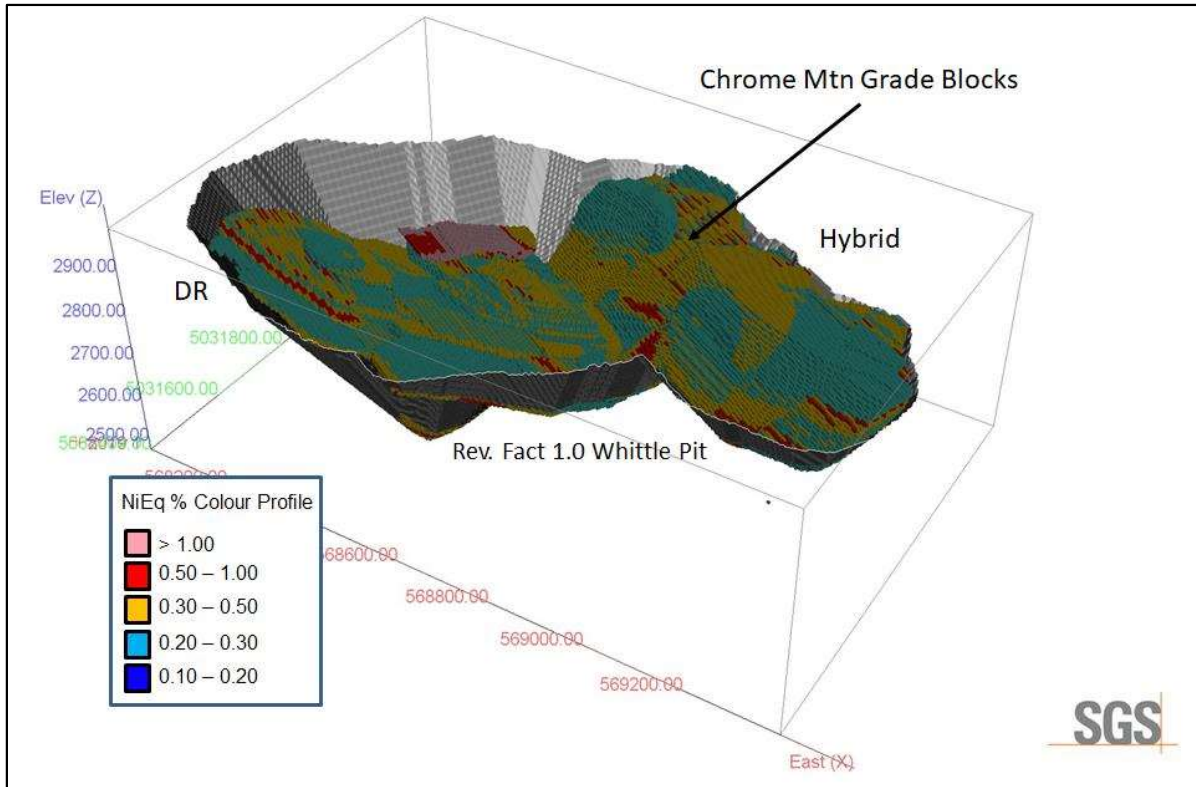 Chrome Mtn Grade Blocks
Elev (Z)
Hybrid
2900.00
DR
2800.00
5031800.00
2700.00
5031600.00
2600.00
2500.00
Rev. Fact 1.0 Whittle Pit
NiEq % Colour Profile
> 1.00
0.50 – 1.00
0.30 – 0.50
0.20 – 0.30
0.10 – 0.20
568600.00
568800.00
569000.00
569200.00
SGS
East (X)